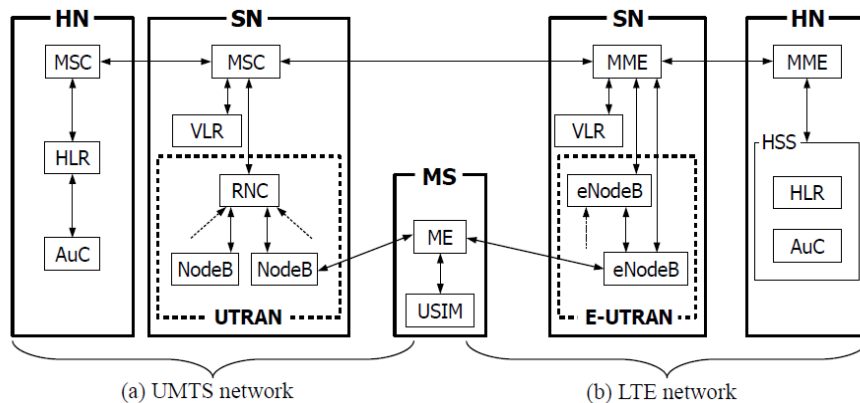 HN
SN
SN
HN
MSC
MSC
MME
MME
VLR
VLR
HSS
HLR
RNC
MS
eNodeB
HLR
ME
AuC
NodeB
NodeB
eNodeB
AuC
USIM
UTRAN
E-UTRAN
(a) UMTS network
(b) LTE network